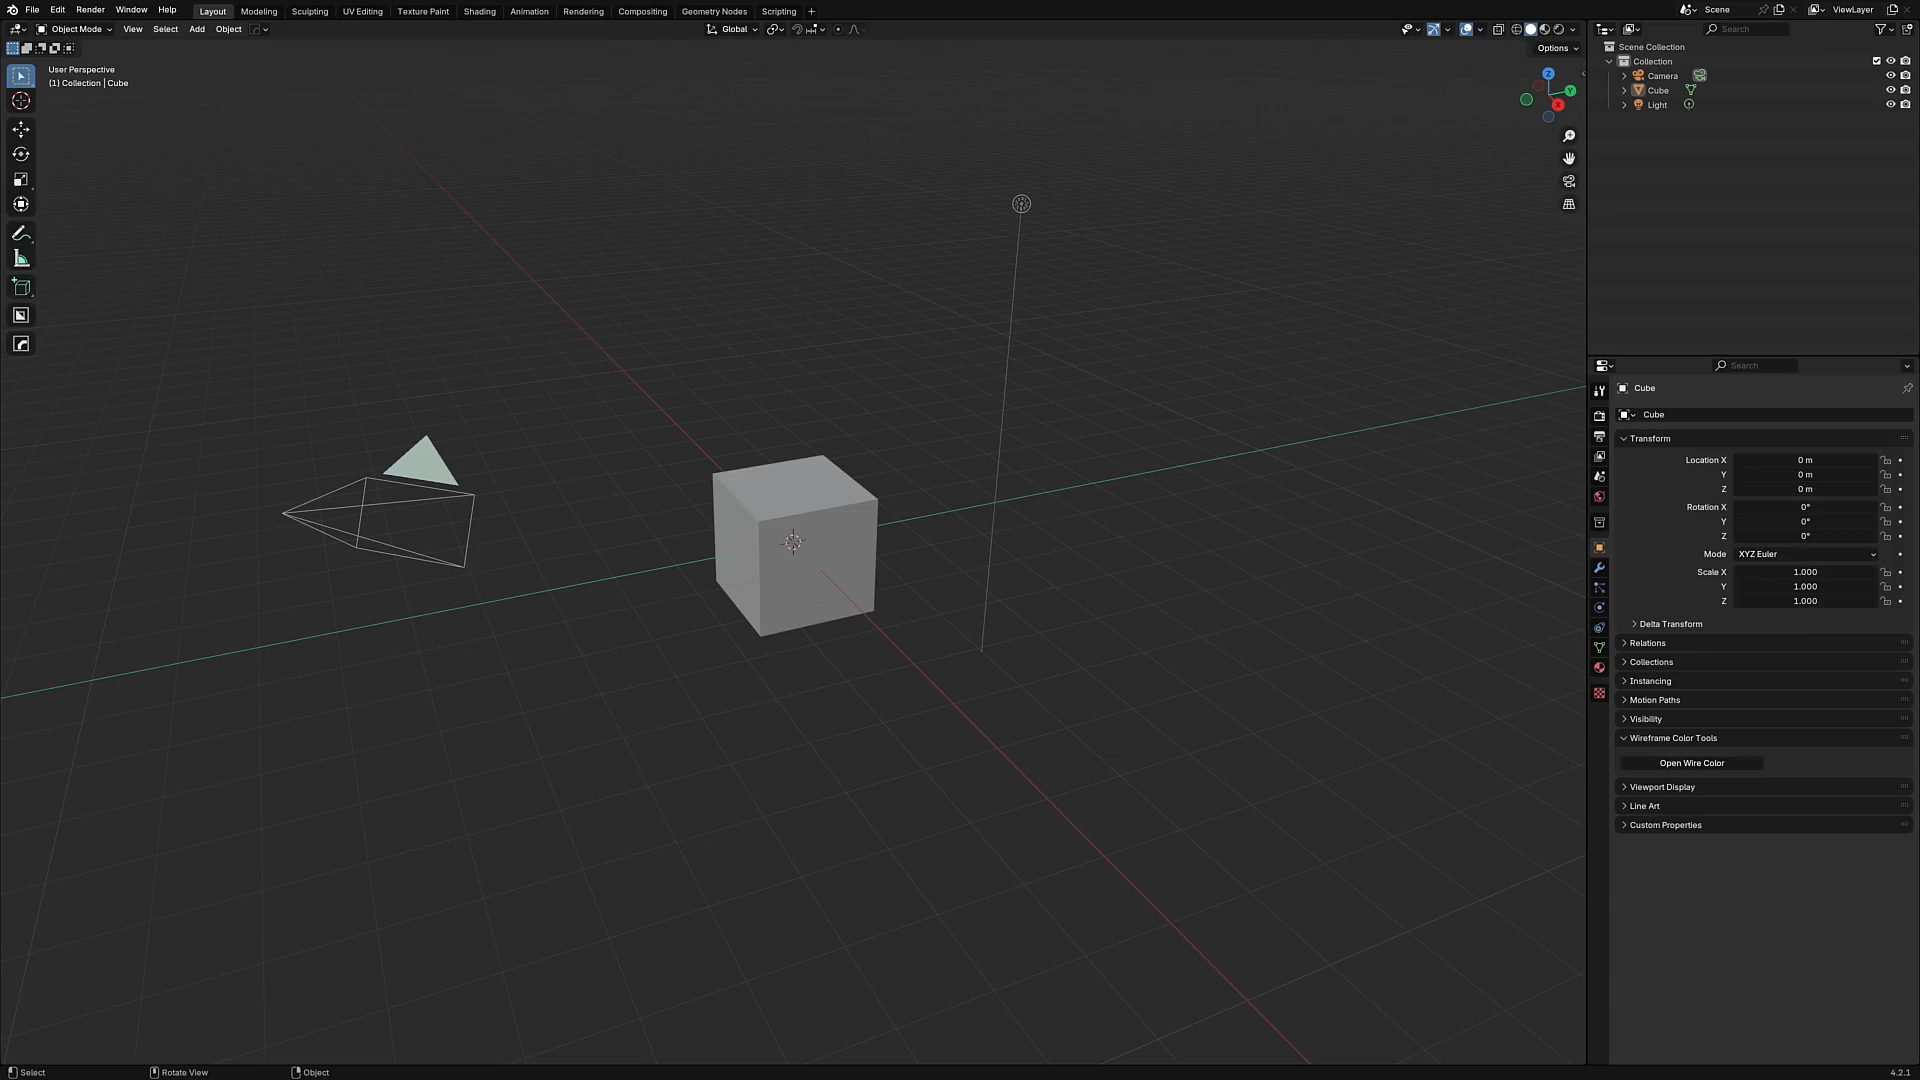 File Edit Render Window Help Layout Modeling Sculpting UV Editing Texture Paint Shading Animation Rendering Compositing Geometry Nodes Scripting + Scene ViewLayer
Object Mode View Select Add Object Global Search
Options
User Perspective
(1) Collection | Cube
Z
Y
X
Scene Collection
Collection
Camera
Cube
Light
Search
Cube
Cube
Transform
Location X 0 m
Y 0 m
Z 0 m
Rotation X 0°
Y 0°
Z 0°
Mode XYZ Euler
Scale X 1.000
Y 1.000
Z 1.000
Delta Transform
Relations
Collections
Instancing
Motion Paths
Visibility
Wireframe Color Tools
Open Wire Color
Viewport Display
Line Art
Custom Properties
Select Rotate View Object 4.2.1